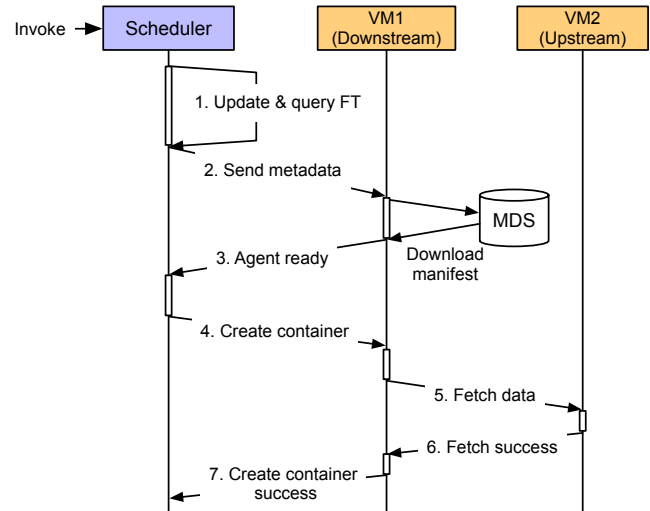 Invoke
Scheduler
VM1
(Downstream)
VM2
(Upstream)
1. Update & query FT
2. Send metadata
MDS
3. Agent ready
Download
manifest
4. Create container
5. Fetch data
6. Fetch success
7. Create container
success